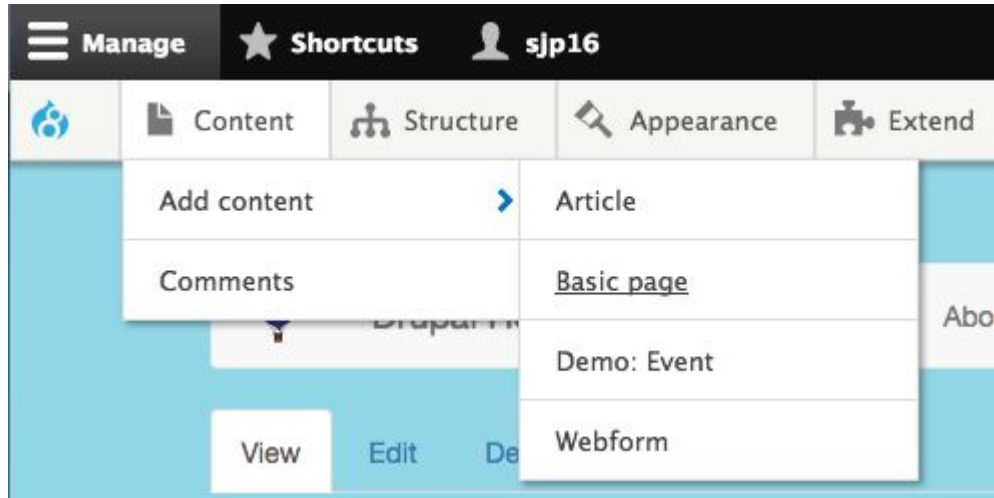 Manage Shortcuts sjp16
Content Structure Appearance Extend
Add content Article
Comments Basic page
Drupal
Abo
Demo: Event
Webform
View Edit De